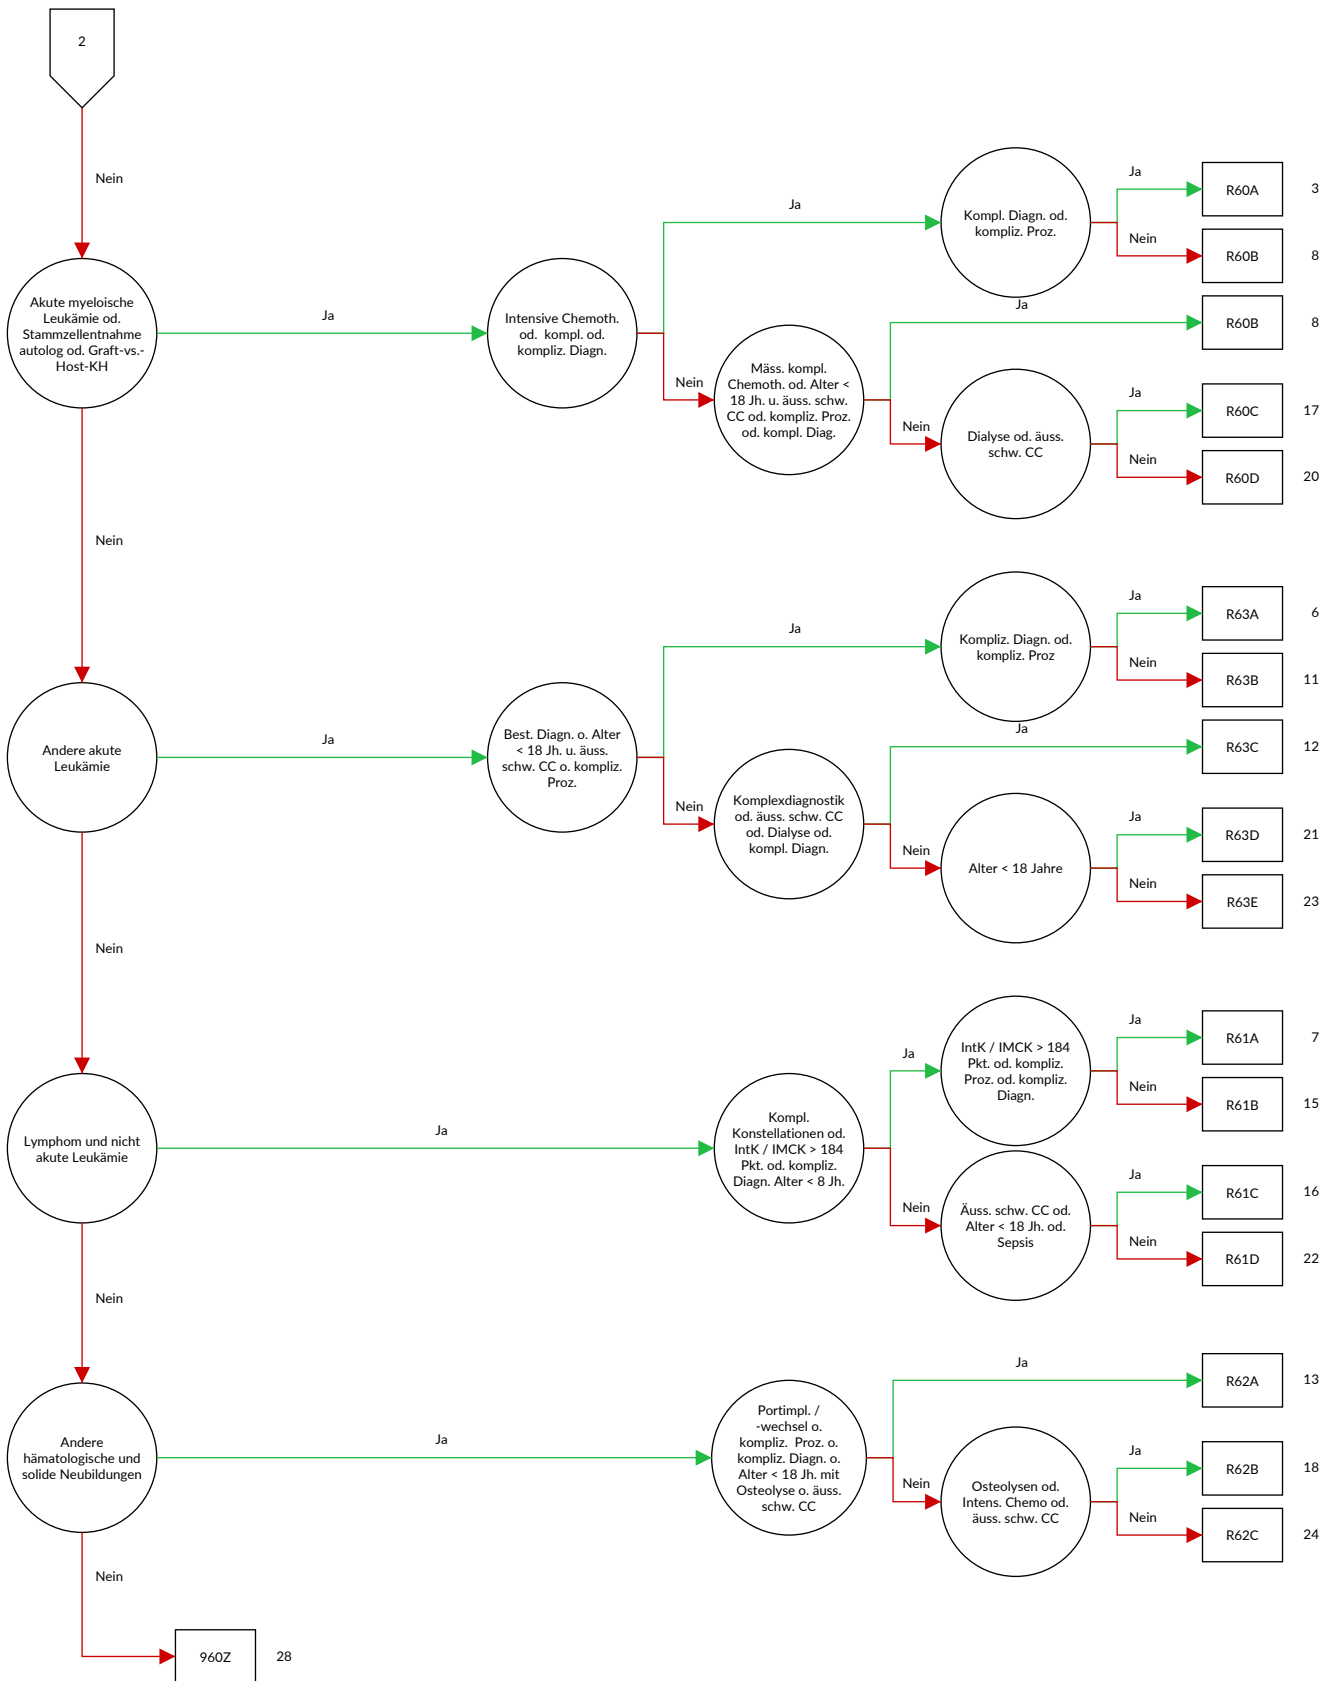 2
Nein
Akute myeloische
Leukämie od.
Stammzellentnahme
autolog od. Graft-vs.-
Host-KH
Ja
Intensive Chemoth.
od. kompl. od.
kompliz. Diagn.
Ja
Kompl. Diagn. od.
kompliz. Proz.
Ja
R60A
3
Nein
R60B
8
Nein
Mäss. kompl.
Chemoth. od. Alter <
18 Jh. u. äuss. schw.
CC od. kompliz. Proz.
od. kompl. Diag.
Ja
R60B
8
Nein
Dialyse od. äuss.
schw. CC
Ja
R60C
17
Nein
R60D
20
Nein
Andere akute
Leukämie
Ja
Best. Diagn. o. Alter
< 18 Jh. u. äuss.
schw. CC o. kompliz.
Proz.
Ja
Kompliz. Diagn. od.
kompliz. Proz
Ja
R63A
6
Nein
R63B
11
Nein
Komplexdiagnostik
od. äuss. schw. CC
od. Dialyse od.
kompl. Diagn.
Ja
R63C
12
Nein
Alter < 18 Jahre
Ja
R63D
21
Nein
R63E
23
Nein
Lymphom und nicht
akute Leukämie
Ja
Kompl.
Konstellationen od.
IntK / IMCK > 184
Pkt. od. kompliz.
Diagn. Alter < 8 Jh.
Ja
IntK / IMCK > 184
Pkt. od. kompliz.
Proz. od. kompliz.
Diagn.
Ja
R61A
7
Nein
R61B
15
Nein
Äuss. schw. CC od.
Alter < 18 Jh. od.
Sepsis
Ja
R61C
16
Nein
R61D
22
Nein
Andere
hämatologische und
solide Neubildungen
Ja
Portimpl. /
-wechsel o.
kompliz. Proz. o.
kompliz. Diagn. o.
Alter < 18 Jh. mit
Osteolyse o. äuss.
schw. CC
Ja
R62A
13
Nein
Osteolysen od.
Intens. Chemo od.
äuss. schw. CC
Ja
R62B
18
Nein
R62C
24
Nein
960Z
28